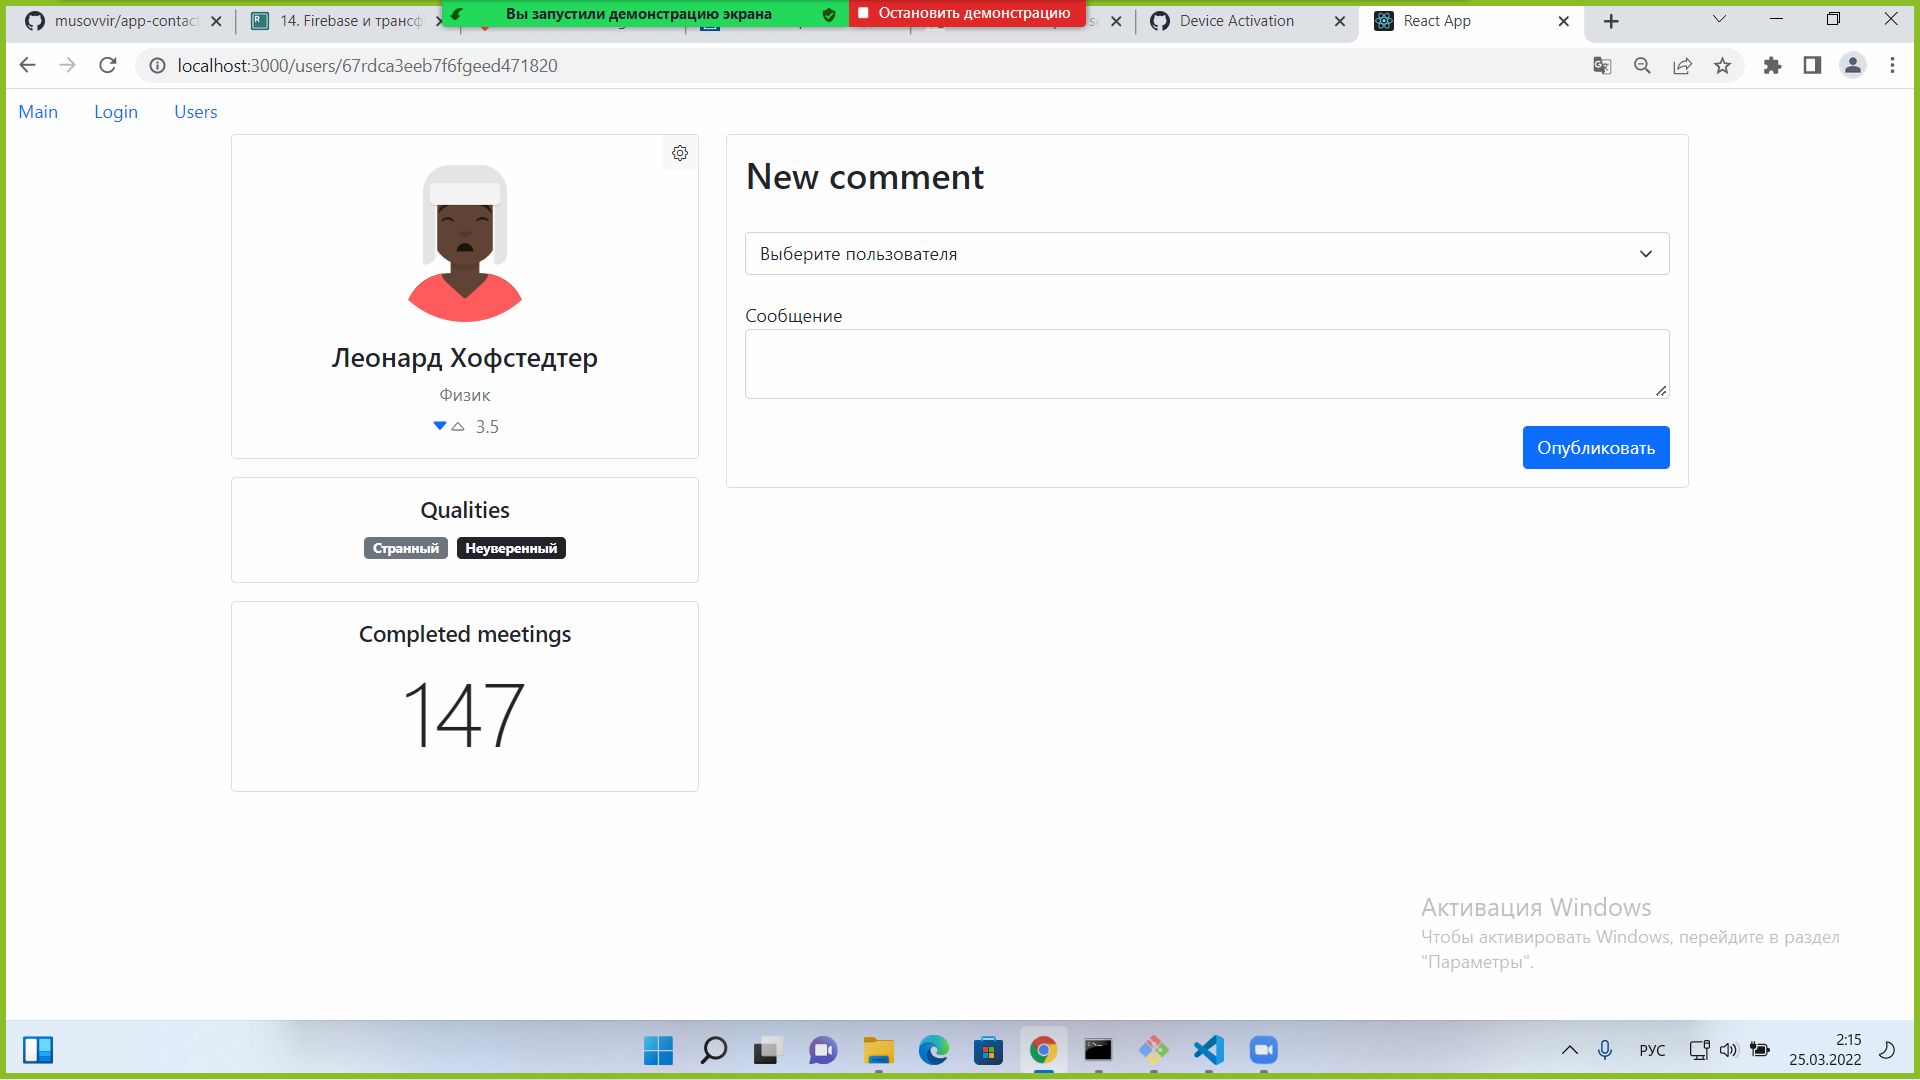 musovvir/app-contac
14. Firebase и трансф
Вы запустили демонстрацию экрана
Остановить демонстрацию
Device Activation
React App
localhost:3000/users/67rdca3eeb7f6fgeed471820
Main
Login
Users
Леонард Хофстедтер
Физик
3.5
Qualities
Странный
Неуверенный
Completed meetings
147
New comment
Выберите пользователя
Сообщение
Опубликовать
Активация Windows
Чтобы активировать Windows, перейдите в раздел
"Параметры".
РУС
2:15
25.03.2022